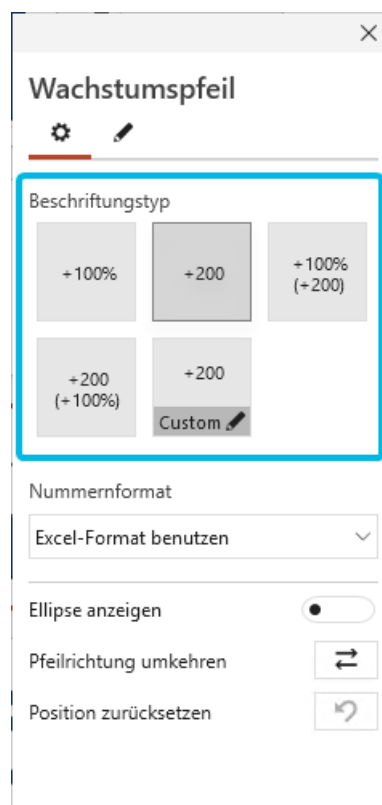 Wachstumspfeil
Beschriftungstyp
+100%
+200
+100%
(+200)
+200
(+100%)
+200
Custom
Nummernformat
Excel-Format benutzen
Ellipse anzeigen
Pfeilrichtung umkehren
Position zurücksetzen